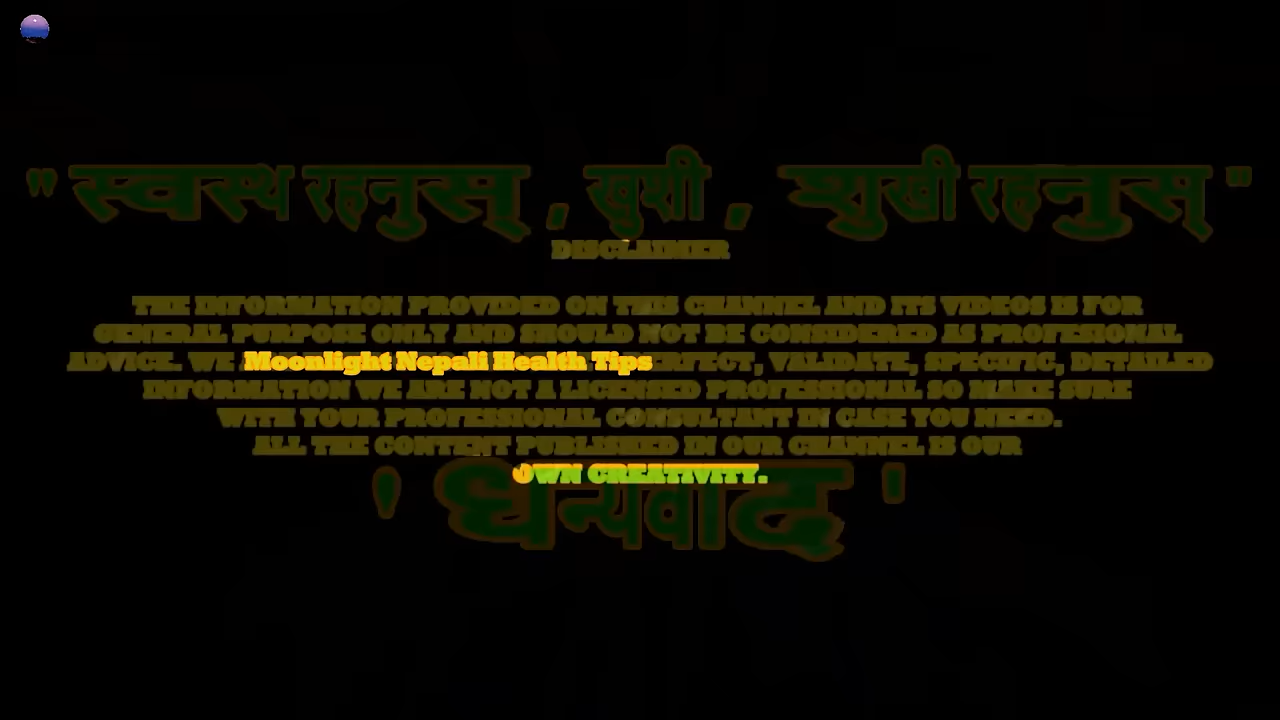 " स्वस्थ रहनुस् , खुशी , शुखी रहनुस् "
DISCLAIMER
THE INFORMATION PROVIDED ON THIS CHANNEL AND ITS VIDEOS IS FOR
GENERAL PURPOSE ONLY AND SHOULD NOT BE CONSIDERED AS PROFESIONAL
ADVICE. WE Moonlight Nepali Health Tips RFECT, VALIDATE, SPECIFIC, DETAILED
INFORMATION WE ARE NOT A LICENSED PROFESSIONAL SO MAKE SURE
WITH YOUR PROFESSIONAL CONSULTANT IN CASE YOU NEED.
ALL THE CONTENT PUBLISHED IN OUR CHANNEL IS OUR
OWN CREATIVITY.
' धन्यवाद '